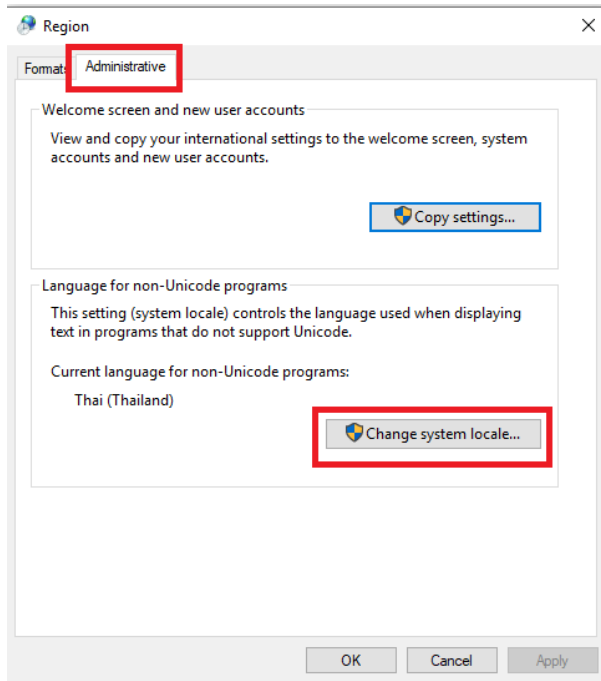 Region
Formats Administrative
Welcome screen and new user accounts
View and copy your international settings to the welcome screen, system
accounts and new user accounts.
Copy settings...
Language for non-Unicode programs
This setting (system locale) controls the language used when displaying
text in programs that do not support Unicode.
Current language for non-Unicode programs:
Thai (Thailand)
Change system locale...
OK Cancel Apply